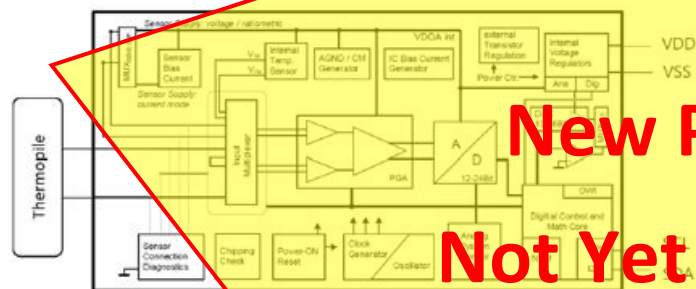 Sensor Supply: voltage / ratiometric
VDDA int.
Sensor
Bias
Current
Sensor Supply:
current mode
Internal
Temp.
Sensor
AGND / CM
Generator
IC Bias Current
Generator
external
Transistor
Regulation
Power Ctr.
Internal
Voltage
Regulators
Ana
Dig
VDD
VSS
Thermopile
Input
Multiplexer
PGA
A
D
12-24Bit
New
OWI
Digital Control and
Math Core
Sensor
Connection
Diagnostics
Chipping
Check
Power-ON
Reset
Clock
Generator
Oscillator
Not Yet